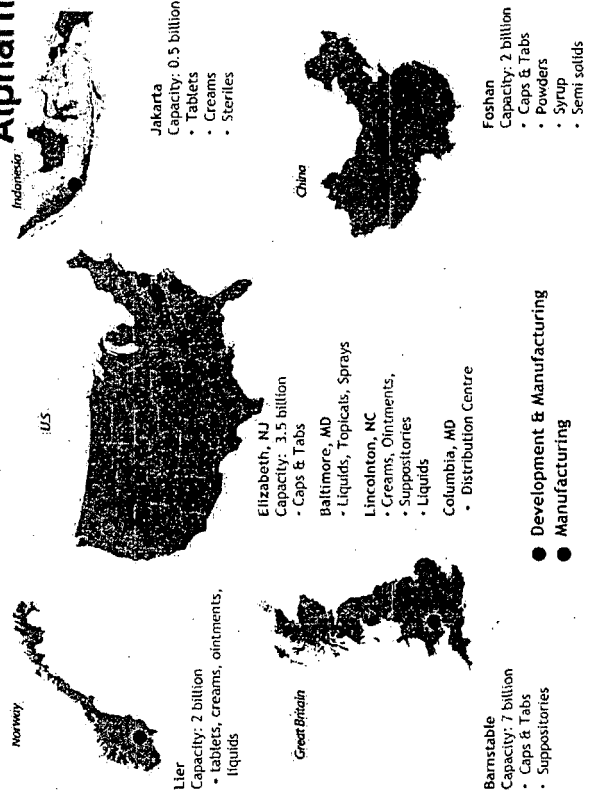 Alpharm
Norway
Lier
Capacity: 2 billion
• tablets, creams, ointments,
liquids
U.S.
Elizabeth, NJ
Capacity: 3.5 billion
• Caps & Tabs
Baltimore, MD
• Liquids, Topicals, Sprays
Lincolnton, NC
• Creams, Ointments,
• Suppositories
• Liquids
Columbia, MD
• Distribution Centre
Indonesia
Jakarta
Capacity: 0.5 billion
• Tablets
• Creams
• Steriles
Great Britain
Barnstable
Capacity: 7 billion
• Caps & Tabs
• Suppositories
China
Foshan
Capacity: 2 billion
• Caps & Tabs
• Powders
• Syrup
• Semi solids
● Development & Manufacturing
● Manufacturing